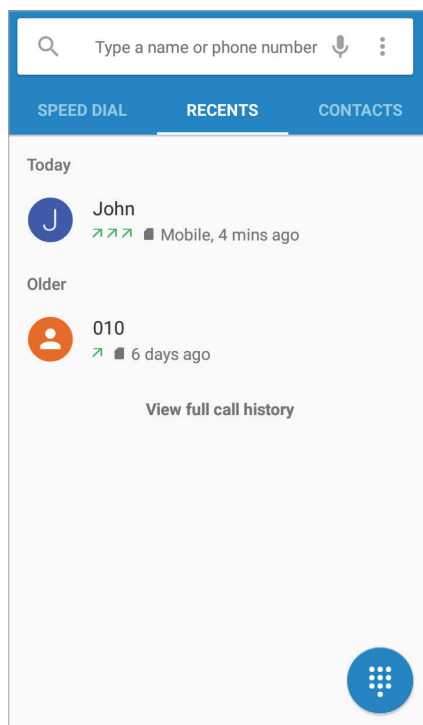 Type a name or phone number
SPEED DIAL RECENTS CONTACTS
Today
J
John
Mobile, 4 mins ago
Older
010
6 days ago
View full call history